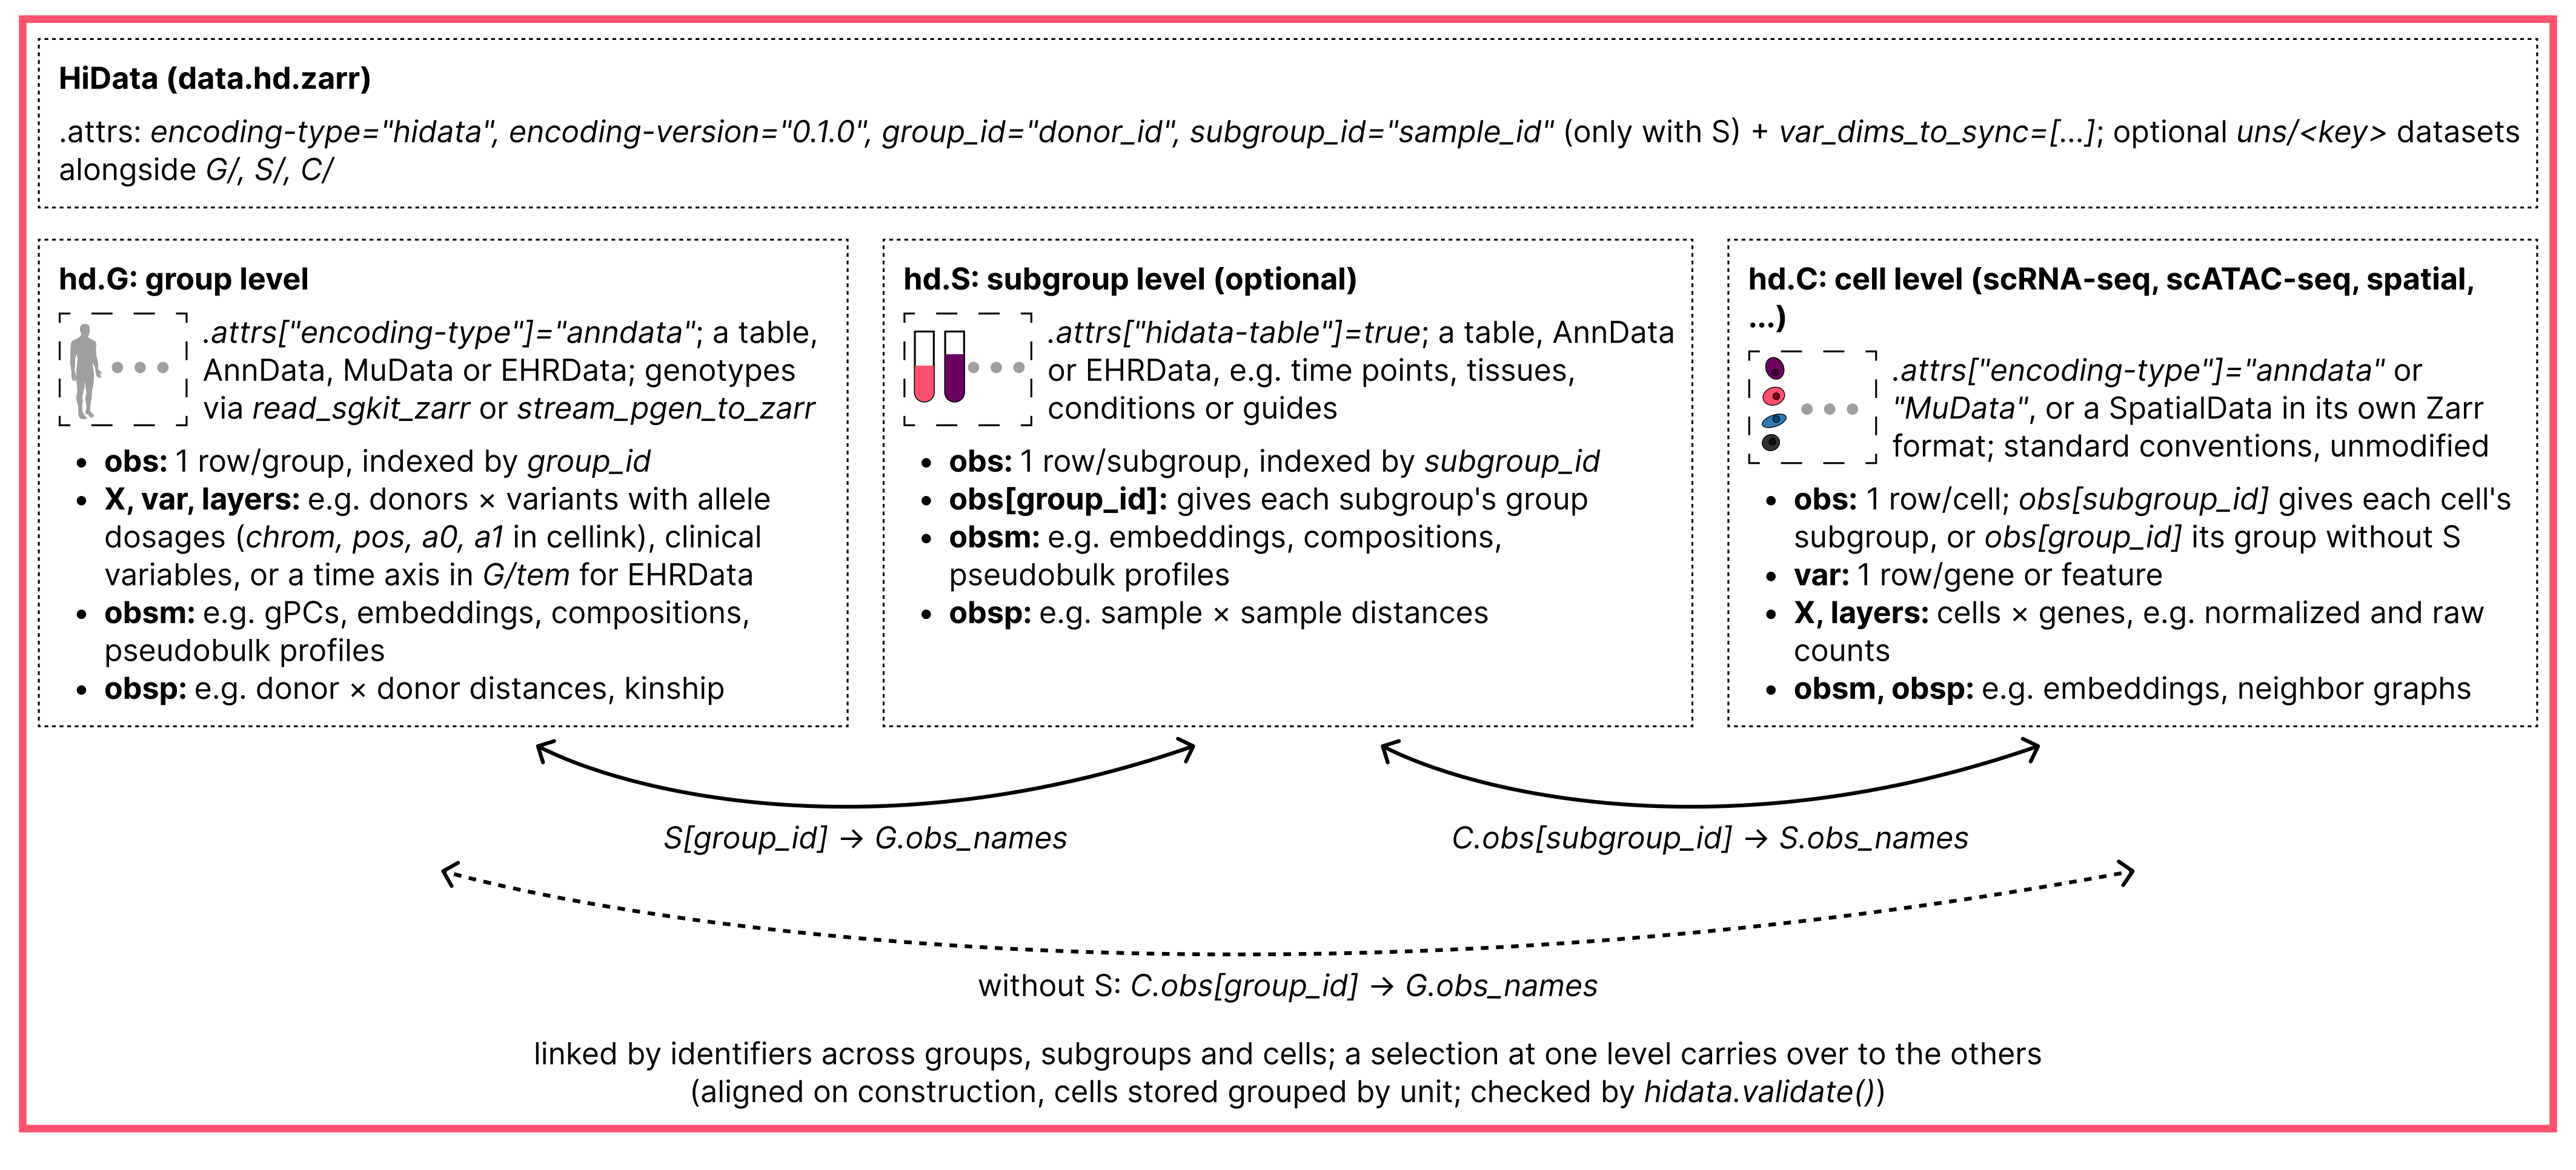 HiData (data.hd.zarr)
.attrs: encoding-type="hidata", encoding-version="0.1.0", group_id="donor_id", subgroup_id="sample_id" (only with S) + var_dims_to_sync=[...]; optional uns/<key> datasets
alongside G/, S/, C/
hd.G: group level
.attrs["encoding-type"]="anndata"; a table,
AnnData, MuData or EHRData; genotypes
via read_sgkit_zarr or stream_pgen_to_zarr
• obs: 1 row/group, indexed by group_id
• X, var, layers: e.g. donors × variants with allele
dosages (chrom, pos, a0, a1 in cellink), clinical
variables, or a time axis in G/tem for EHRData
• obsm: e.g. gPCs, embeddings, compositions,
pseudobulk profiles
• obsp: e.g. donor × donor distances, kinship
hd.S: subgroup level (optional)
.attrs["hidata-table"]=true; a table, AnnData
or EHRData, e.g. time points, tissues,
conditions or guides
• obs: 1 row/subgroup, indexed by subgroup_id
• obs[group_id]: gives each subgroup's group
• obsm: e.g. embeddings, compositions,
pseudobulk profiles
• obsp: e.g. sample × sample distances
hd.C: cell level (scRNA-seq, scATAC-seq, spatial,
...)
.attrs["encoding-type"]="anndata" or
"MuData", or a SpatialData in its own Zarr
format; standard conventions, unmodified
• obs: 1 row/cell; obs[subgroup_id] gives each cell's
subgroup, or obs[group_id] its group without S
• var: 1 row/gene or feature
• X, layers: cells × genes, e.g. normalized and raw
counts
• obsm, obsp: e.g. embeddings, neighbor graphs
S[group_id] → G.obs_names
C.obs[subgroup_id] → S.obs_names
without S: C.obs[group_id] → G.obs_names
linked by identifiers across groups, subgroups and cells; a selection at one level carries over to the others
(aligned on construction, cells stored grouped by unit; checked by hidata.validate())